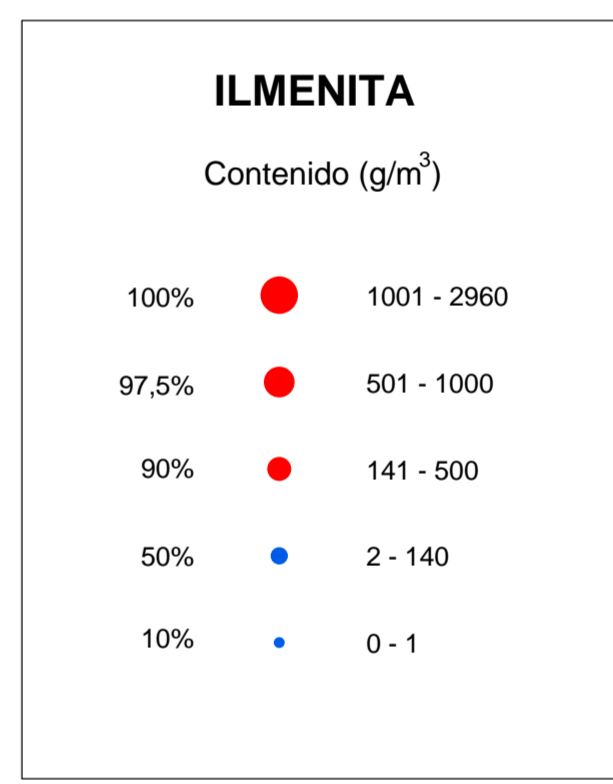 ILMENITA
Contenido (g/m³)
100% 1001 - 2960
97,5% 501 - 1000
90% 141 - 500
50% 2 - 140
10% 0 - 1